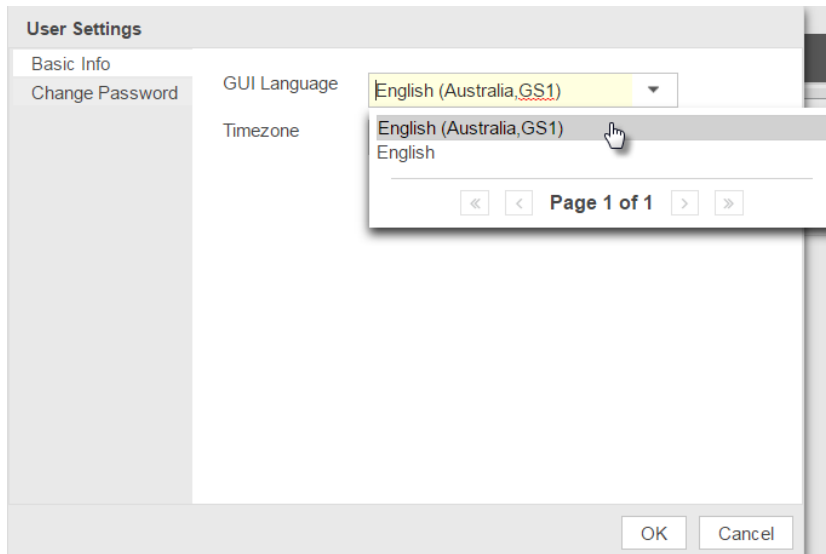 User Settings
Basic Info
Change Password
GUI Language
English (Australia,GS1)
Timezone
English (Australia,GS1)
English
« < Page 1 of 1 > »
OK
Cancel